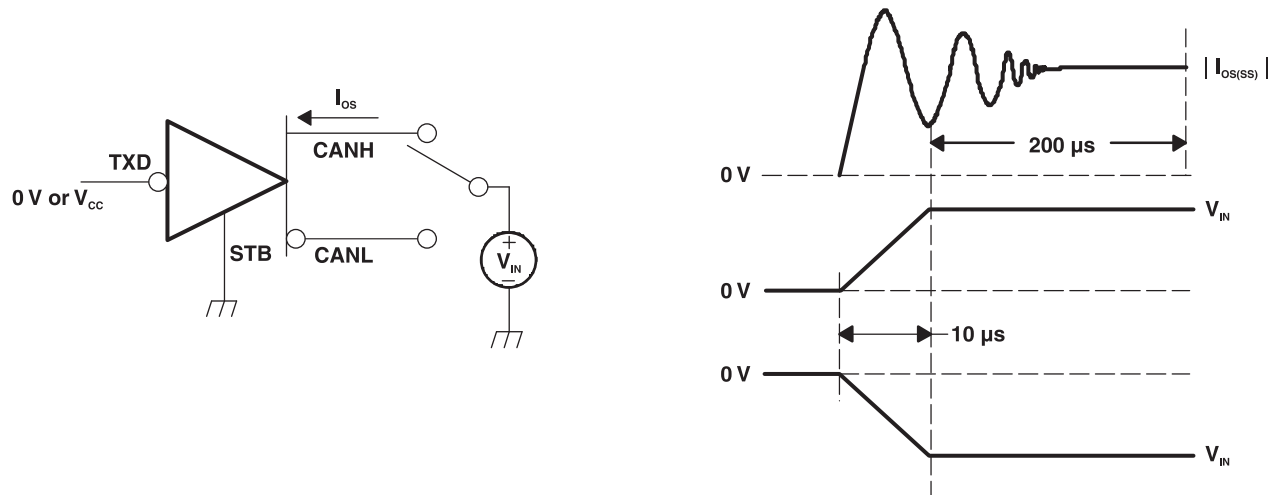 I_OS
CANH
TXD
0 V or V_CC
STB
CANL
+
V_IN
–
| I_OS(SS) |
200 µs
0 V
V_IN
0 V
10 µs
0 V
V_IN